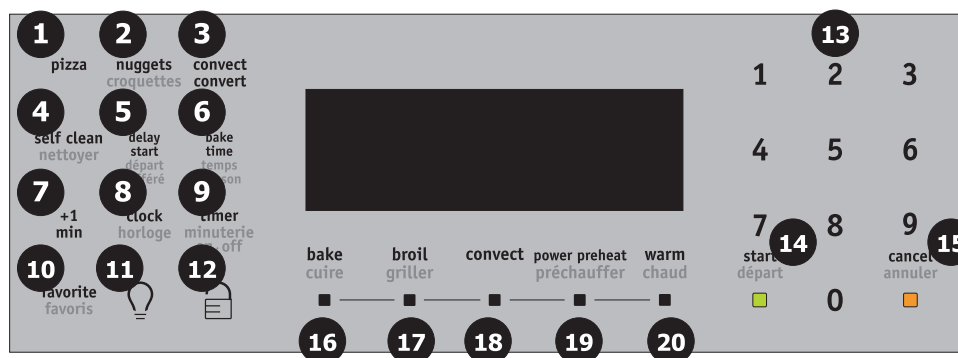 1 2 3 13
pizza nuggets convect
croquettes convert
1 2 3
4 5 6
self clean delay bake
nettoyer start time
départ temps
4 5 6
7 8 9
+1 clock timer
min horloge minuterie
7 8 9
14 15
bake broil convect power preheat warm start cancel
cuire griller préchauffer chaud départ annuler
10 11 12
favorite
favoris
0
16 17 18 19 20